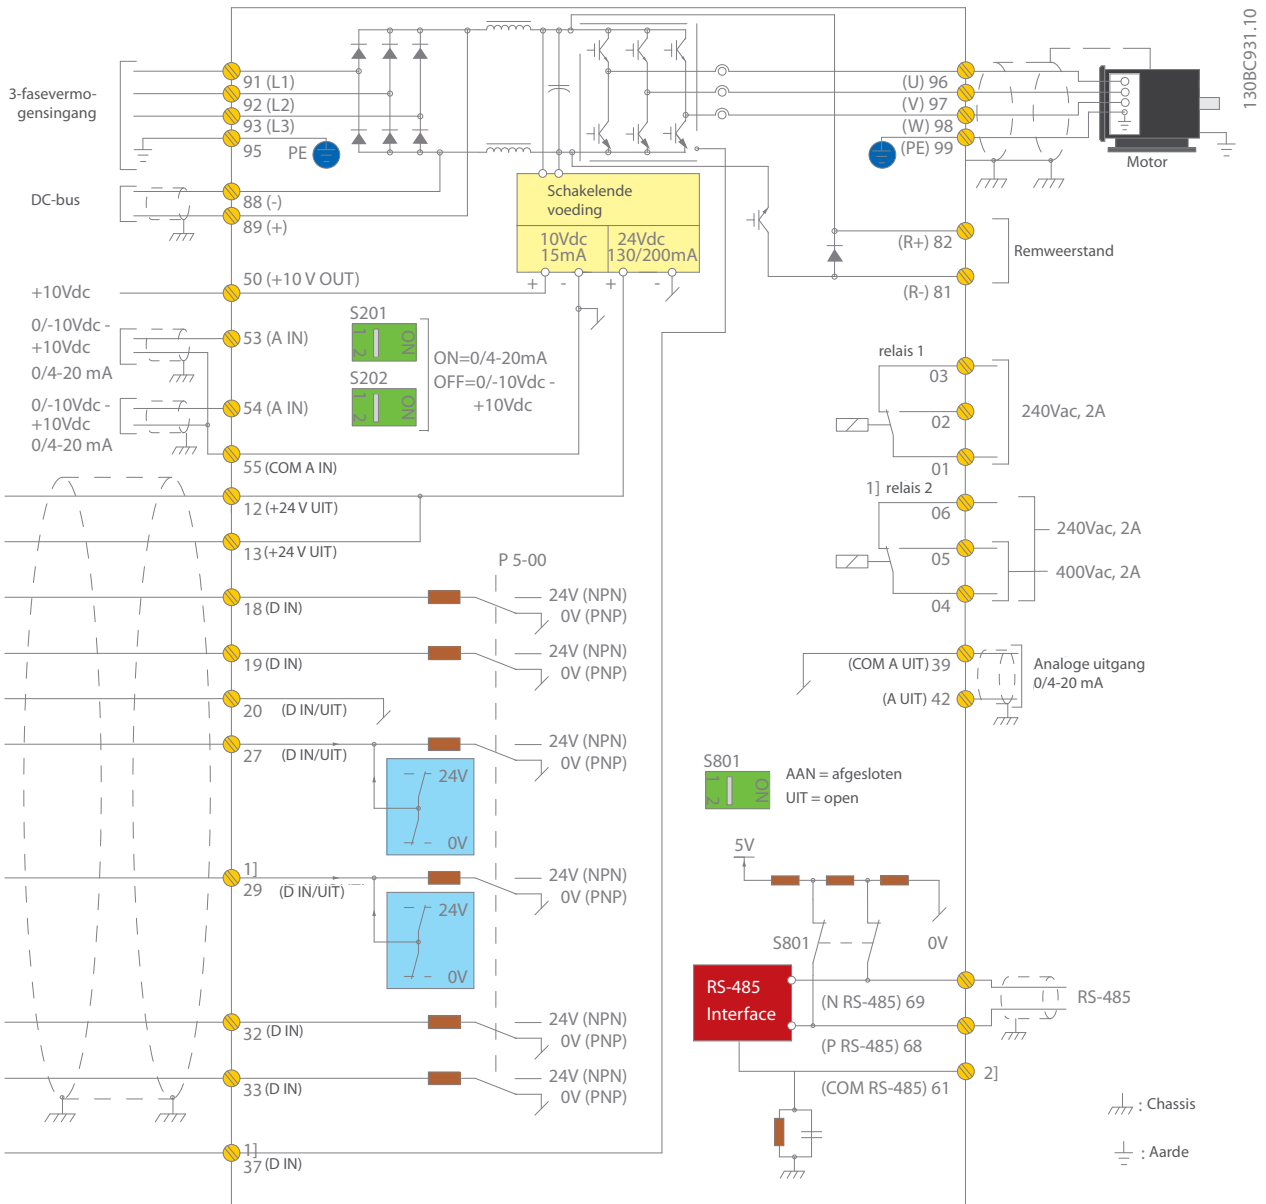 130BC931.10
3-fasevermo-
gensingang
91 (L1)
92 (L2)
93 (L3)
95
PE
DC-bus
88 (-)
89 (+)
+10Vdc
50 (+10 V OUT)
0/-10Vdc -
+10Vdc
0/4-20 mA
53 (A IN)
0/-10Vdc -
+10Vdc
0/4-20 mA
54 (A IN)
55 (COM A IN)
12 (+24 V UIT)
13 (+24 V UIT)
18 (D IN)
19 (D IN)
20 (D IN/UIT)
27 (D IN/UIT)
1]
29 (D IN/UIT)
32 (D IN)
33 (D IN)
1]
37 (D IN)
Schakelende
voeding
10Vdc
15mA
24Vdc
130/200mA
+ - + -
S201
1 2 ON
S202
1 2 ON
ON=0/4-20mA
OFF=0/-10Vdc -
+10Vdc
P 5-00
24V (NPN)
0V (PNP)
24V (NPN)
0V (PNP)
24V (NPN)
0V (PNP)
24V
0V
24V (NPN)
0V (PNP)
24V
0V
24V (NPN)
0V (PNP)
24V (NPN)
0V (PNP)
(U) 96
(V) 97
(W) 98
(PE) 99
Motor
(R+) 82
(R-) 81
Remweerstand
relais 1
03
02
01
240Vac, 2A
1] relais 2
06
05
04
240Vac, 2A
400Vac, 2A
(COM A UIT) 39
(A UIT) 42
Analoge uitgang
0/4-20 mA
S801
1 2 ON
AAN = afgesloten
UIT = open
5V
S801
0V
RS-485
Interface
(N RS-485) 69
(P RS-485) 68
(COM RS-485) 61
RS-485
2]
: Chassis
: Aarde